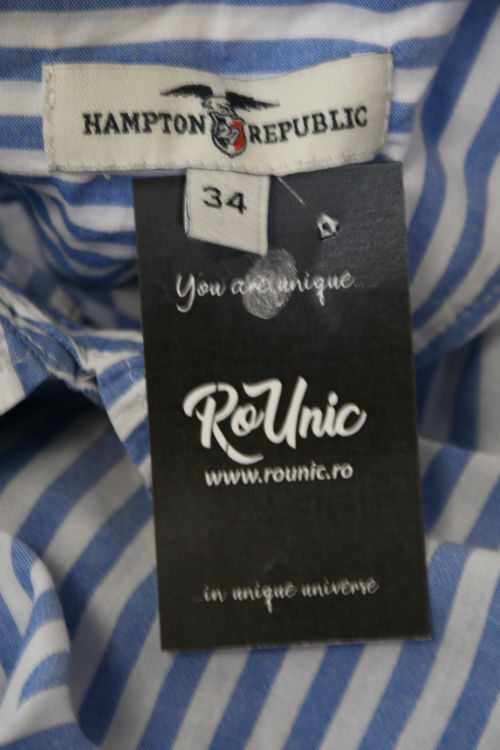 HAMPTON REPUBLIC
34
You are unique...
RoUnic
www.rounic.ro
...in unique universe